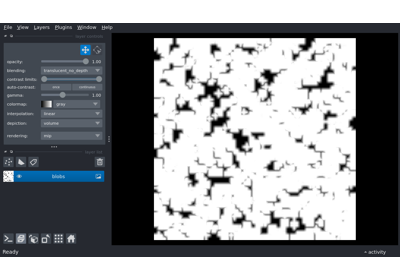 File View Layers Plugins Window Help
opacity: 1.00
blending: translucent_no_depth
contrast limits:
auto-contrast: once continuous
gamma: 1.00
colormap: gray
interpolation: linear
depiction: volume
rendering: mip
blobs
Ready activity